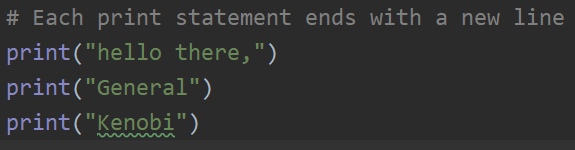 # Each print statement ends with a new line
print("hello there,")
print("General")
print("Kenobi")